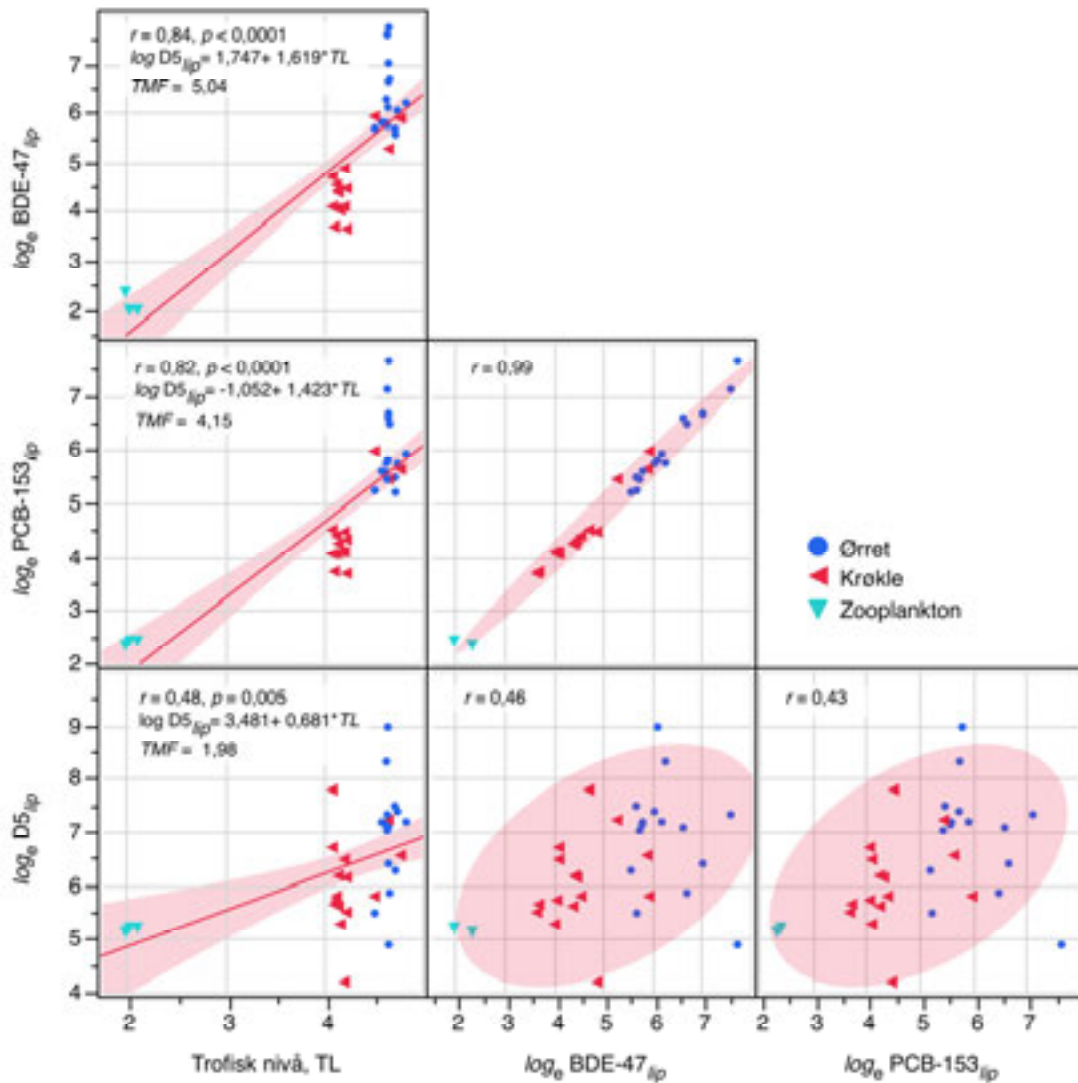 r = 0,84, p < 0,0001
log D5lip= 1,747+ 1,619*TL
TMF = 5,04
7
6
5
4
3
2
loge BDE-47lip.
r = 0,82, p < 0,0001
log D5lip= -1,052+ 1,423*TL
TMF = 4,15
r = 0,99
7
6
5
4
3
2
loge PCB-153lip
Ørret
Krøkle
Zooplankton
r = 0,48, p = 0,005
log D5lip= 3,481+ 0,681*TL
TMF = 1,98
r = 0,46
r = 0,43
9
8
7
6
5
4
loge D5lip
2 3 4 2 3 4 5 6 7 2 3 4 5 6 7
Trofisk nivå, TL loge BDE-47lip loge PCB-153lip